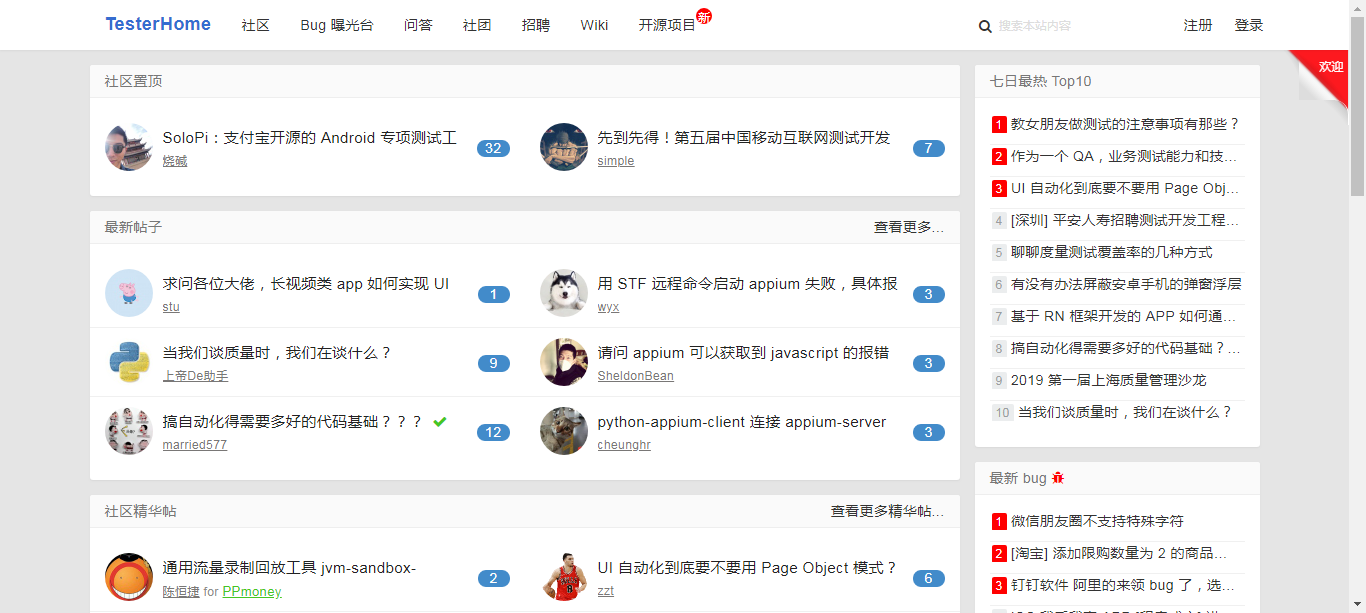 TesterHome 社区 Bug 曝光台 问答 社团 招聘 Wiki 开源项目 新 搜索本站内容 注册 登录
欢迎
社区置顶
SoloPi：支付宝开源的 Android 专项测试工 32
烧碱
先到先得！第五届中国移动互联网测试开发 7
simple
最新帖子 查看更多...
求问各位大佬，长视频类 app 如何实现 UI 1
stu
用 STF 远程命令启动 appium 失败，具体报 3
wyx
当我们谈质量时，我们在谈什么？ 9
上帝De助手
请问 appium 可以获取到 javascript 的报错 3
SheldonBean
搞自动化得需要多好的代码基础？？？ 12
married577
python-appium-client 连接 appium-server 3
cheunghr
社区精华帖 查看更多精华帖...
通用流量录制回放工具 jvm-sandbox- 2
陈恒捷 for PPmoney
UI 自动化到底要不要用 Page Object 模式？ 6
zzt
七日最热 Top10
1 教女朋友做测试的注意事项有那些？
2 作为一个 QA，业务测试能力和技...
3 UI 自动化到底要不要用 Page Obj...
4 [深圳] 平安人寿招聘测试开发工程...
5 聊聊度量测试覆盖率的几种方式
6 有没有办法屏蔽安卓手机的弹窗浮层
7 基于 RN 框架开发的 APP 如何通...
8 搞自动化得需要多好的代码基础？...
9 2019 第一届上海质量管理沙龙
10 当我们谈质量时，我们在谈什么？
最新 bug
1 微信朋友圈不支持特殊字符
2 [淘宝] 添加限购数量为 2 的商品...
3 钉钉软件 阿里的来领 bug 了，选...